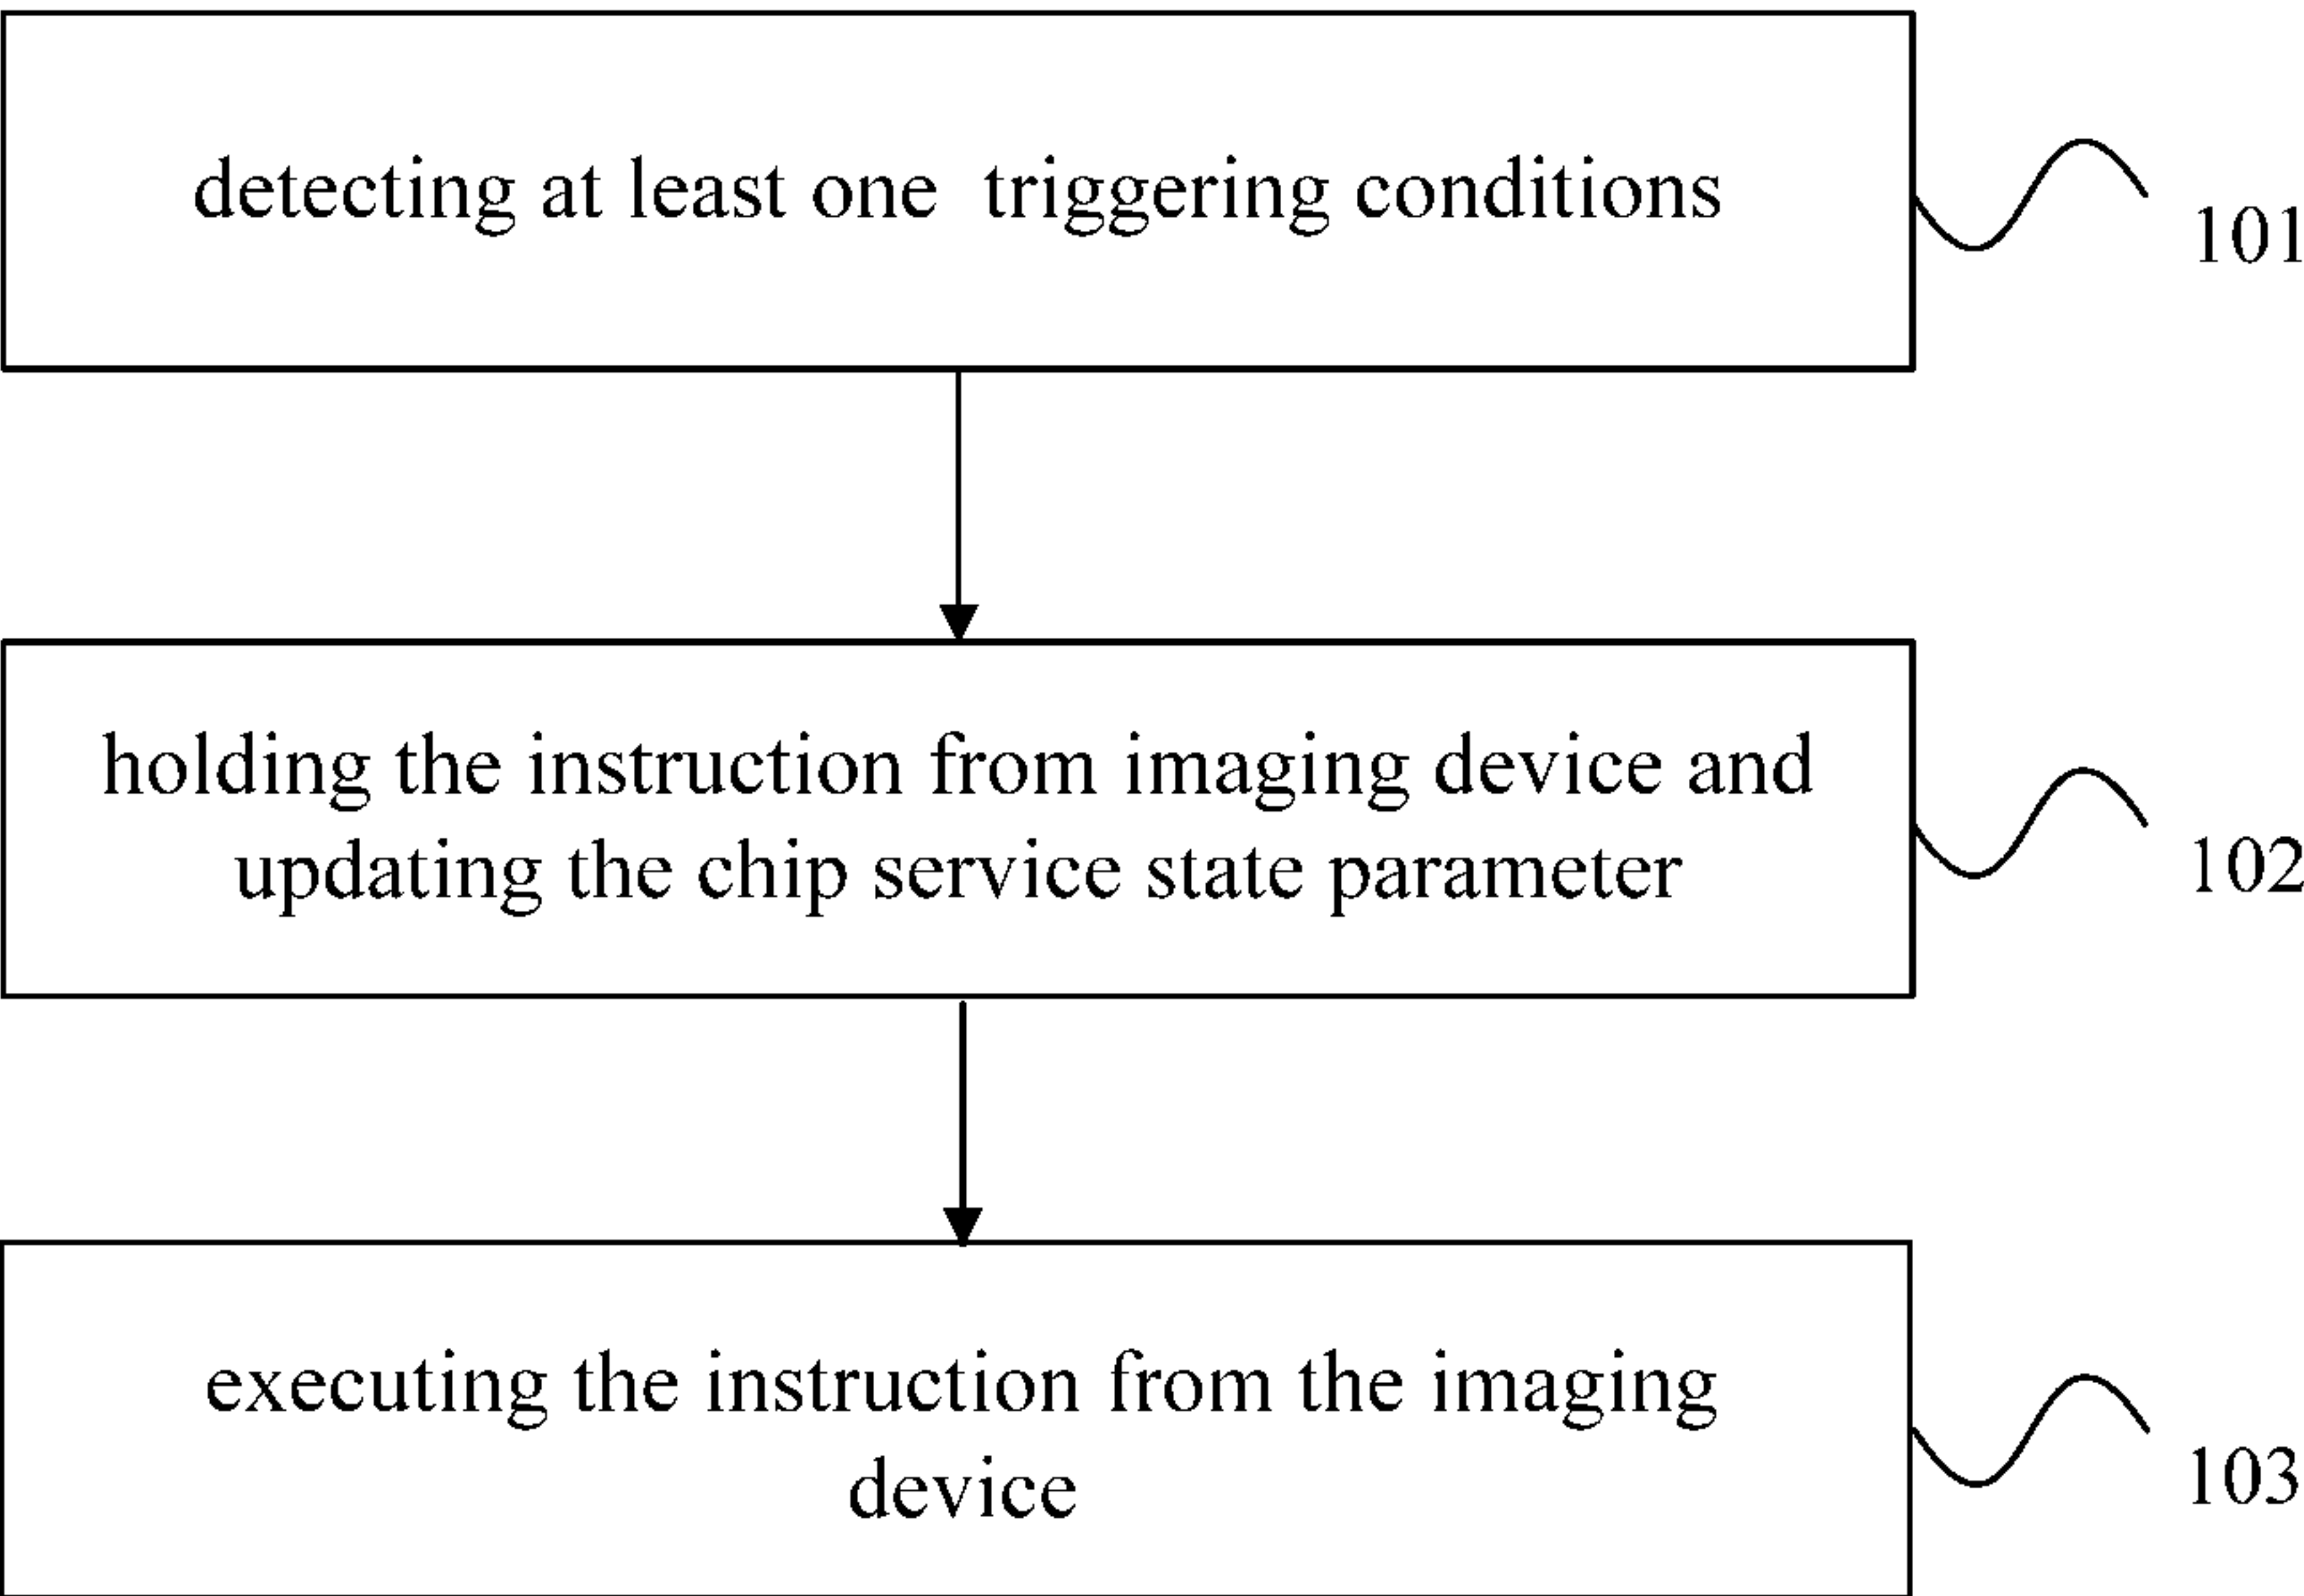 detecting at least one triggering conditions
101
holding the instruction from imaging device and
updating the chip service state parameter
102
executing the instruction from the imaging
device
103